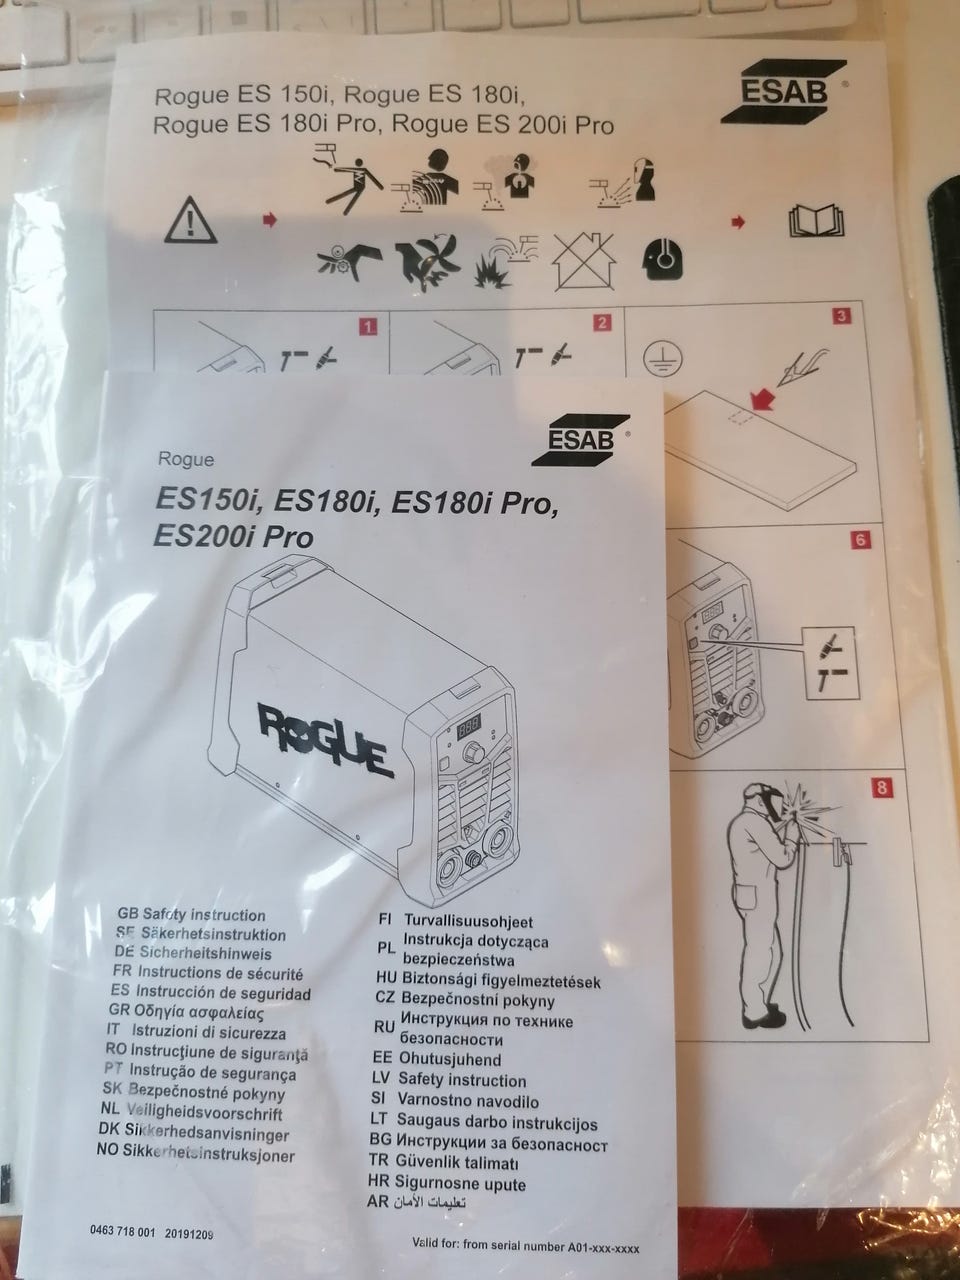 Rogue ES 150i, Rogue ES 180i,
Rogue ES 180i Pro, Rogue ES 200i Pro
ESAB ®
1
2
3
6
8
ESAB ®
Rogue
ES150i, ES180i, ES180i Pro,
ES200i Pro
888
ROGUE
GB Safety instruction
SE Säkerhetsinstruktion
DE Sicherheitshinweis
FR Instructions de sécurité
ES Instrucción de seguridad
GR Οδηγία ασφαλείας
IT Istruzioni di sicurezza
RO Instrucţiune de siguranţă
PT Instrução de segurança
SK Bezpečnostné pokyny
NL Veiligheidsvoorschrift
DK Sikkerhedsanvisninger
NO Sikkerhetsinstruksjoner
FI Turvallisuusohjeet
PL Instrukcja dotycząca
bezpieczeństwa
HU Biztonsági figyelmeztetések
CZ Bezpečnostní pokyny
RU Инструкция по технике
безопасности
EE Ohutusjuhend
LV Safety instruction
SI Varnostno navodilo
LT Saugaus darbo instrukcijos
BG Инструкции за безопасност
TR Güvenlik talimatı
HR Sigurnosne upute
AR تعليمات الأمان
0463 718 001 20191209
Valid for: from serial number A01-xxx-xxxx